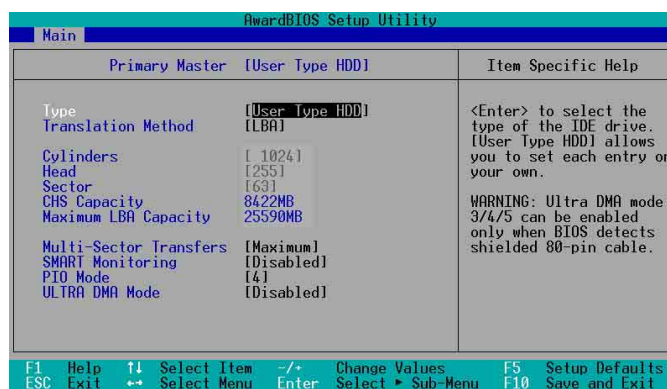 AwardBIOS Setup Utility
Main
Primary Master [User Type HDD]
Item Specific Help
Type [User Type HDD]
Translation Method [LBA]
Cylinders [ 1024]
Head [255]
Sector [63]
CHS Capacity 8422MB
Maximum LBA Capacity 25590MB
Multi-Sector Transfers [Maximum]
SMART Monitoring [Disabled]
PIO Mode [4]
ULTRA DMA Mode [Disabled]
<Enter> to select the
type of the IDE drive.
[User Type HDD] allows
you to set each entry on
your own.
WARNING: Ultra DMA mode
3/4/5 can be enabled
only when BIOS detects
shielded 80-pin cable.
F1 Help ↑↓ Select Item -/+ Change Values F5 Setup Defaults
ESC Exit ↔ Select Menu Enter Select ► Sub-Menu F10 Save and Exit